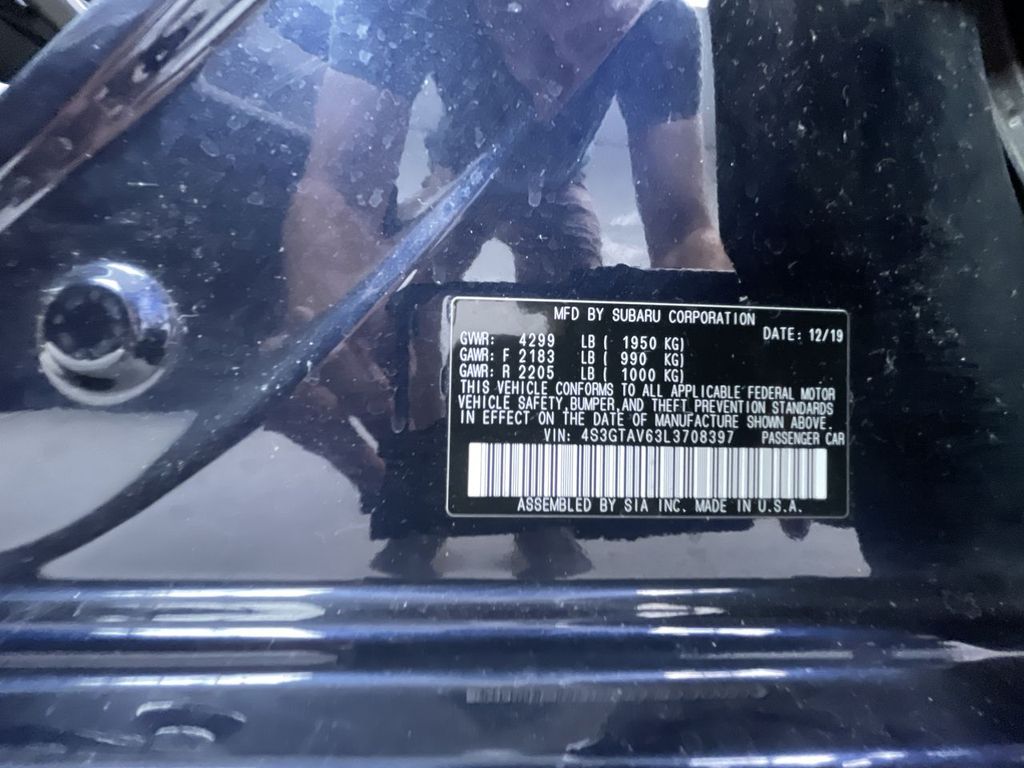 MFD BY SUBARU CORPORATION
DATE: 12/19
GVWR: 4299 LB ( 1950 KG)
GAWR: F 2183 LB ( 990 KG)
GAWR: R 2205 LB ( 1000 KG)
THIS VEHICLE CONFORMS TO ALL APPLICABLE FEDERAL MOTOR
VEHICLE SAFETY,BUMPER,AND THEFT PREVENTION STANDARDS
IN EFFECT ON THE DATE OF MANUFACTURE SHOWN ABOVE.
VIN: 4S3GTAV63L3708397 PASSENGER CAR
ASSEMBLED BY SIA INC. MADE IN U.S.A.